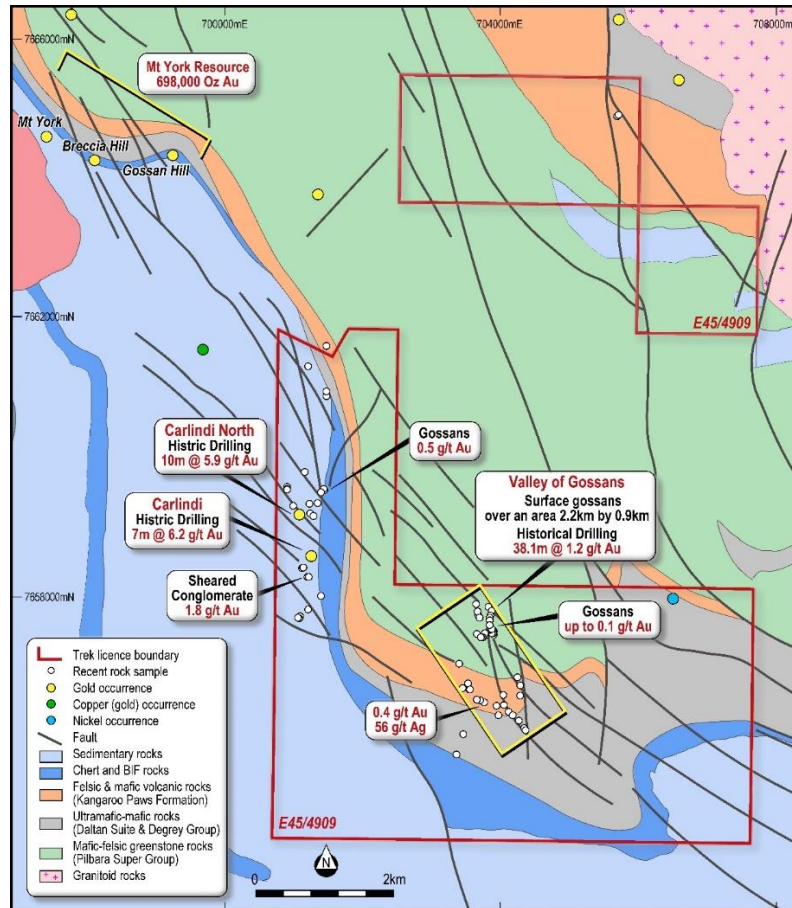 700000mE
704000mE
708000mE
7666000mN
Mt York Resource
698,000 Oz Au
Mt York
Breccia Hill
Gossan Hill
7662000mN
E45/4909
Carlindi North
Histric Drilling
10m @ 5.9 g/t Au
Gossans
0.5 g/t Au
Valley of Gossans
Surface gossans
over an area 2.2km by 0.9km
Historical Drilling
38.1m @ 1.2 g/t Au
Carlindi
Histric Drilling
7m @ 6.2 g/t Au
Sheared
Conglomerate
1.8 g/t Au
7658000mN
Gossans
up to 0.1 g/t Au
0.4 g/t Au
56 g/t Ag
Trek licence boundary
Recent rock sample
Gold occurrence
Copper (gold) occurrence
Nickel occurrence
Fault
Sedimentary rocks
Chert and BIF rocks
Felsic & mafic volcanic rocks
(Kangaroo Paws Formation)
Ultramafic-mafic rocks
(Daltan Suite & Degrey Group)
Mafic-felsic greenstone rocks
(Pilbara Super Group)
Granitoid rocks
E45/4909
N
0
2km